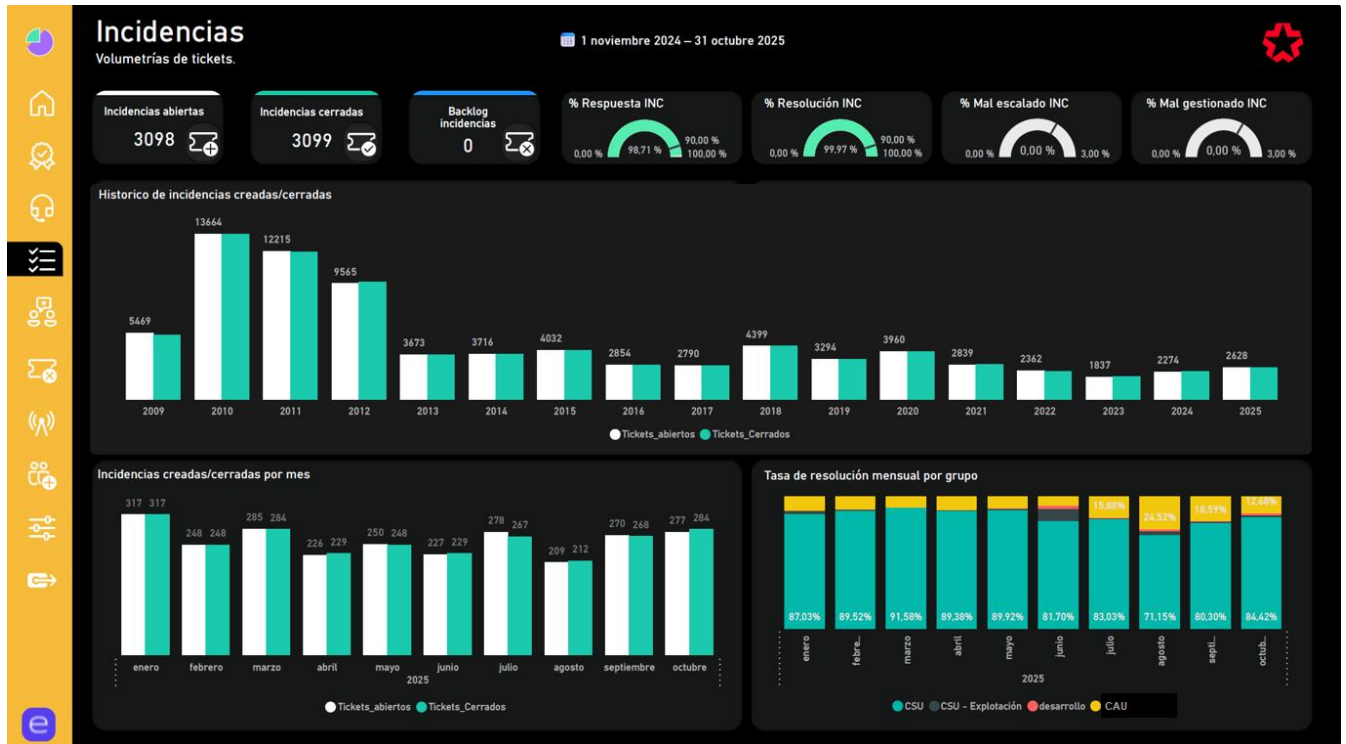 Incidencias
Volumetrías de tickets.
1 noviembre 2024 – 31 octubre 2025
Incidencias abiertas
3098
Incidencias cerradas
3099
Backlog
incidencias
0
% Respuesta INC
0,00 %
98,71 %
90,00 %
100,00 %
% Resolución INC
0,00 %
99,97 %
90,00 %
100,00 %
% Mal escalado INC
0,00 %
0,00 %
3,00 %
% Mal gestionado INC
0,00 %
0,00 %
3,00 %
Historico de incidencias creadas/cerradas
5469 13664 12215 9565 3673 3716 4032 2854 2790 4399 3294 3960 2839 2362 1837 2274 2628
2009 2010 2011 2012 2013 2014 2015 2016 2017 2018 2019 2020 2021 2022 2023 2024 2025
Tickets_abiertos Tickets_Cerrados
Incidencias creadas/cerradas por mes
317 317 248 248 285 284 226 229 250 248 227 229 278 267 209 212 270 268 277 284
enero febrero marzo abril mayo junio julio agosto septiembre octubre
2025
Tickets_abiertos Tickets_Cerrados
Tasa de resolución mensual por grupo
15,88% 24,52% 18,59% 12,68%
87,03% 89,52% 91,58% 89,38% 89,92% 81,70% 83,03% 71,15% 80,30% 84,42%
enero febre... marzo abril mayo junio julio agosto septi... octub...
2025
CSU CSU - Explotación desarrollo CAU
e